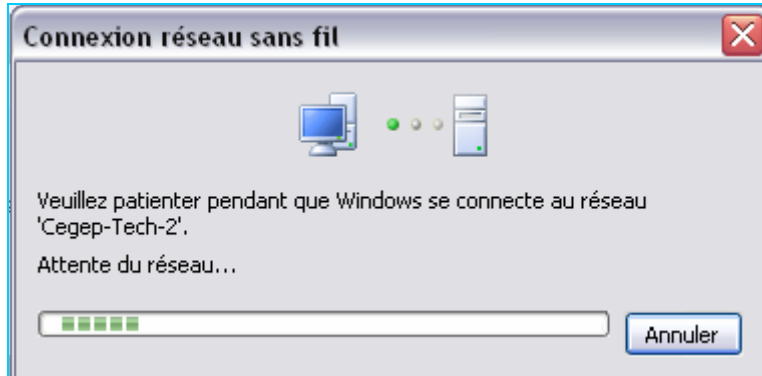 Connexion réseau sans fil
Veuillez patienter pendant que Windows se connecte au réseau
'Cegep-Tech-2'.
Attente du réseau...
Annuler